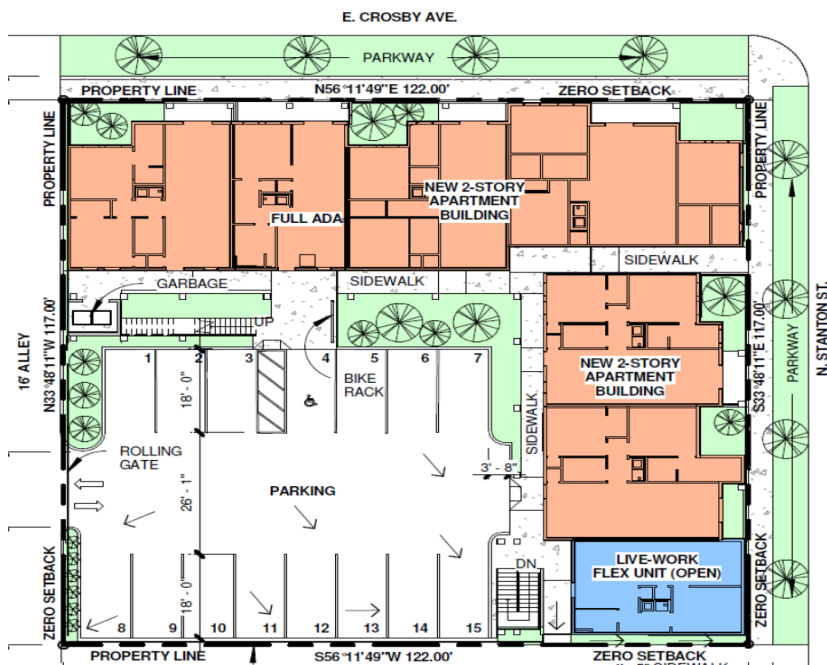 E. CROSBY AVE.
PARKWAY
PROPERTY LINE
N56°11'49"E 122.00'
ZERO SETBACK
PROPERTY LINE
PROPERTY LINE
FULL ADA
NEW 2-STORY
APARTMENT
BUILDING
SIDEWALK
GARBAGE
SIDEWALK
UP
16' ALLEY
N33°48'11"W 117.00'
S33°48'11"E 117.00'
PARKWAY
N. STANTON ST.
1 2 3 4 5 6 7
18' - 0"
BIKE
RACK
NEW 2-STORY
APARTMENT
BUILDING
SIDEWALK
ROLLING
GATE
3' - 8"
26' - 1"
PARKING
DN
LIVE-WORK
FLEX UNIT (OPEN)
ZERO SETBACK
ZERO SETBACK
18' - 0"
8 9 10 11 12 13 14 15
PROPERTY LINE
S56°11'49"W 122.00'
ZERO SETBACK
SIDEWALK